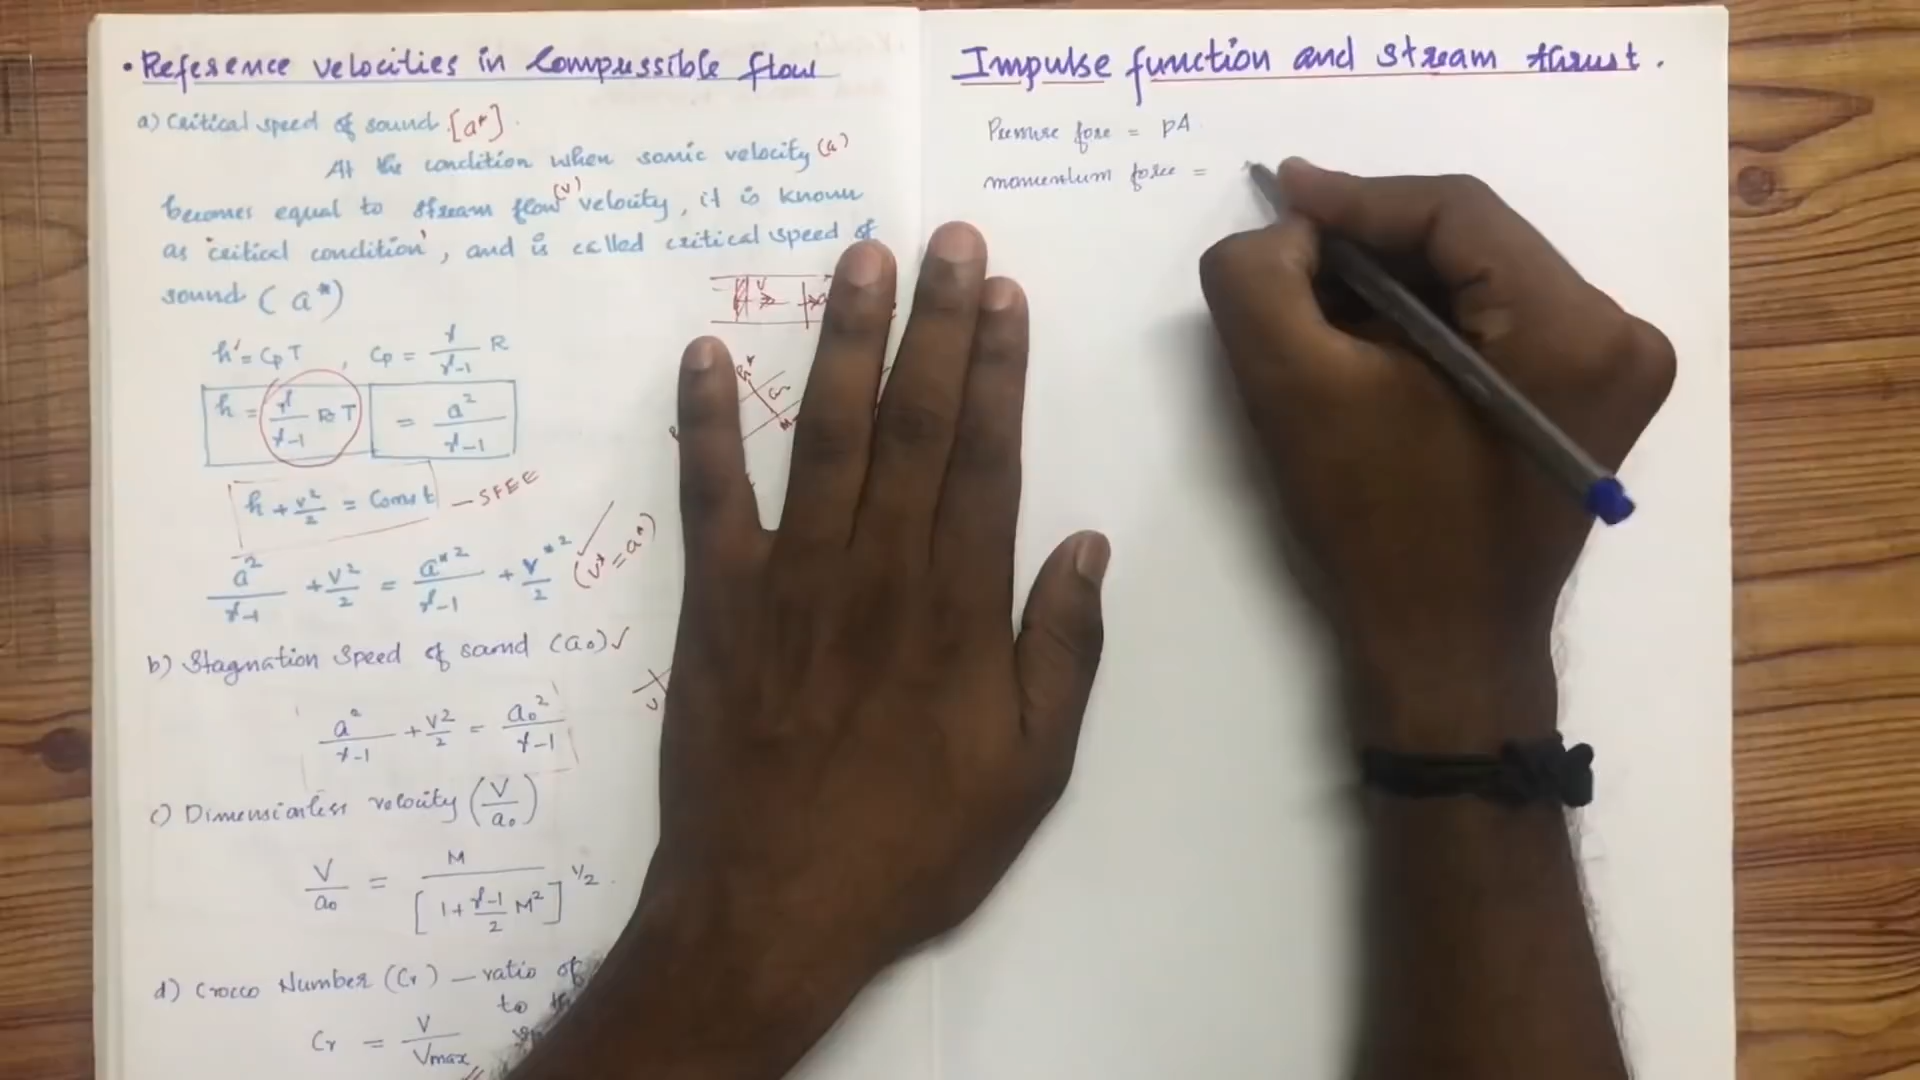 • Reference velocities in Compressible flow
a) Critical speed of sound [a*].
At the condition when sonic velocity (a)
becomes equal to stream flow (v) velocity, it is known
as 'critical condition', and is called critical speed of
sound (a*)
h = CpT , Cp = γ/γ-1 R
h = γ/γ-1 RT = a²/γ-1
h + v²/2 = Const — SFEE
a²/γ-1 + v²/2 = a*²/γ-1 + v*²/2 (v* = a*)
b) Stagnation Speed of sound (a₀) ✓
a²/γ-1 + v²/2 = a₀²/γ-1
c) Dimensionless velocity (V/a₀)
V/a₀ = M/[1+γ-1/2 M²]^1/2.
d) Crocco Number (Cr) — ratio of
to
Cr = V/Vmax
Impulse function and stream thrust.
Pressure force = pA
momentum force =